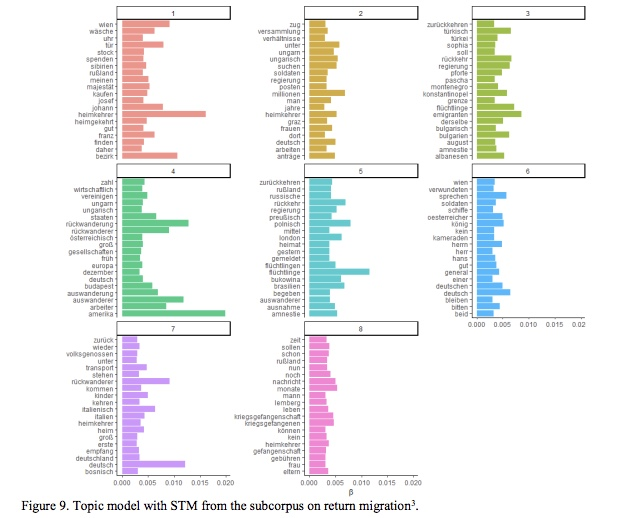 1
wien
wäsche
uhr
tür
stock
spenden
sibirien
rußland
meinen
majestät
kaufen
josef
johann
heimkehrer
heimgekehrt
gut
franz
finden
daher
bezirk
2
zug
versammlung
verhältnisse
unter
ungarn
ungarisch
suchen
soldaten
regierung
posten
millionen
man
jahre
heimkehrer
graz
frauen
dort
deutsch
arbeiten
anträge
3
zurückkehren
türkisch
türkei
sophia
soll
rückkehr
regierung
pforte
pascha
montenegro
konstantinopel
grenze
flüchtlinge
emigranten
derselbe
bulgarisch
bulgarien
august
amnestie
albanesen
4
zahl
wirtschaftlich
vereinigen
ungarn
ungarisch
staaten
rückwanderung
rückwanderer
österreichisch
groß
gesellschaften
früh
europa
dezember
deutsch
budapest
auswanderung
auswanderer
arbeiter
amerika
5
zurückkehren
rußland
russische
rückkehr
regierung
preußisch
polnisch
mittel
london
heimat
gestern
gemeldet
flüchtlingen
flüchtlinge
bukowina
brasilien
begeben
auswanderer
ausnahme
amnestie
6
wien
verwundeten
sprechen
soldaten
schiffe
oesterreicher
könig
kein
kameraden
herrn
herr
hans
gut
general
einer
deutschen
deutsch
bleiben
bitten
beid
0.000 0.005 0.010 0.015 0.02
7
zurück
wieder
volksgenossen
unter
transport
stehen
rückwanderer
kommen
kinder
kehren
italienisch
italien
heimkehrer
heim
groß
erste
empfang
deutschland
deutsch
bosnisch
0.000 0.005 0.010 0.015 0.020
8
zeit
sollen
schon
rußland
nun
noch
nachricht
monate
mann
lemberg
leben
kriegsgefangenschaft
kriegsgefangenen
können
kein
heimkehrer
gefangenschaft
gebühren
frau
eltern
0.000 0.005 0.010 0.015 0.020
β
Figure 9. Topic model with STM from the subcorpus on return migration³.